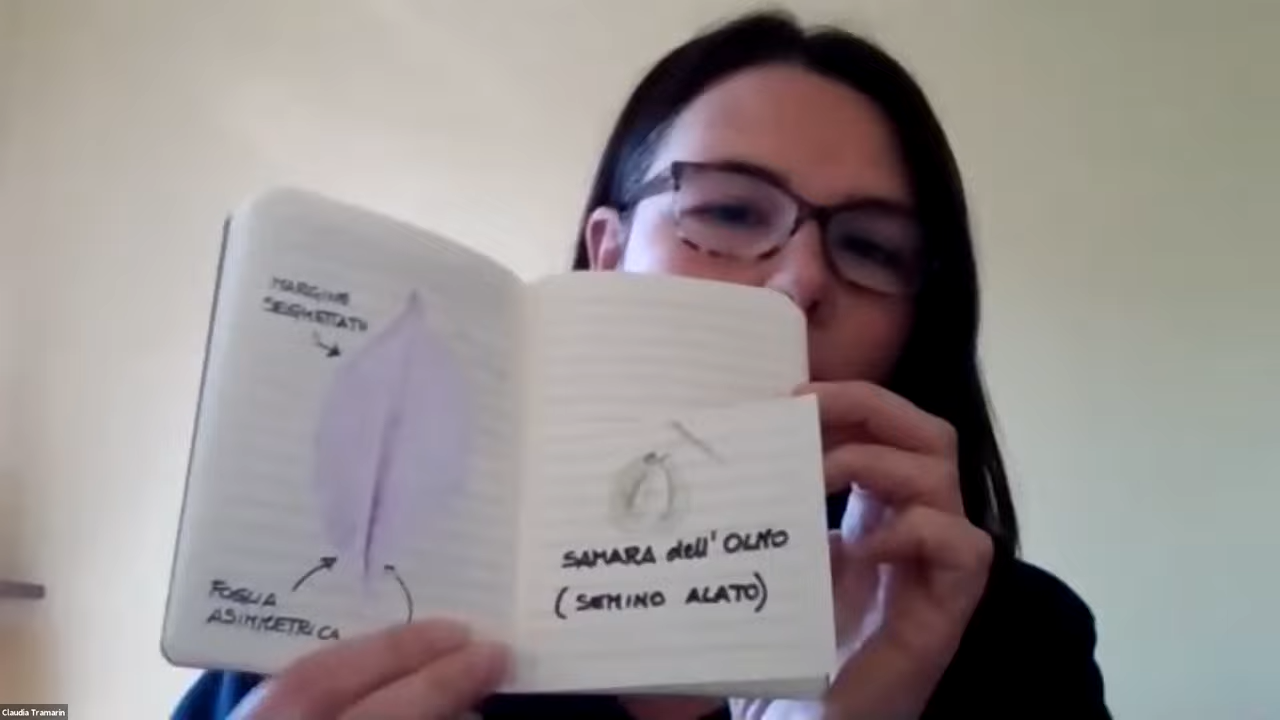 MARGINE
SEGHETTATO
FOGLIA
ASIMMETRICA
SAMARA dell' OLMO
(SEMINO ALATO)
Claudia Tramarin